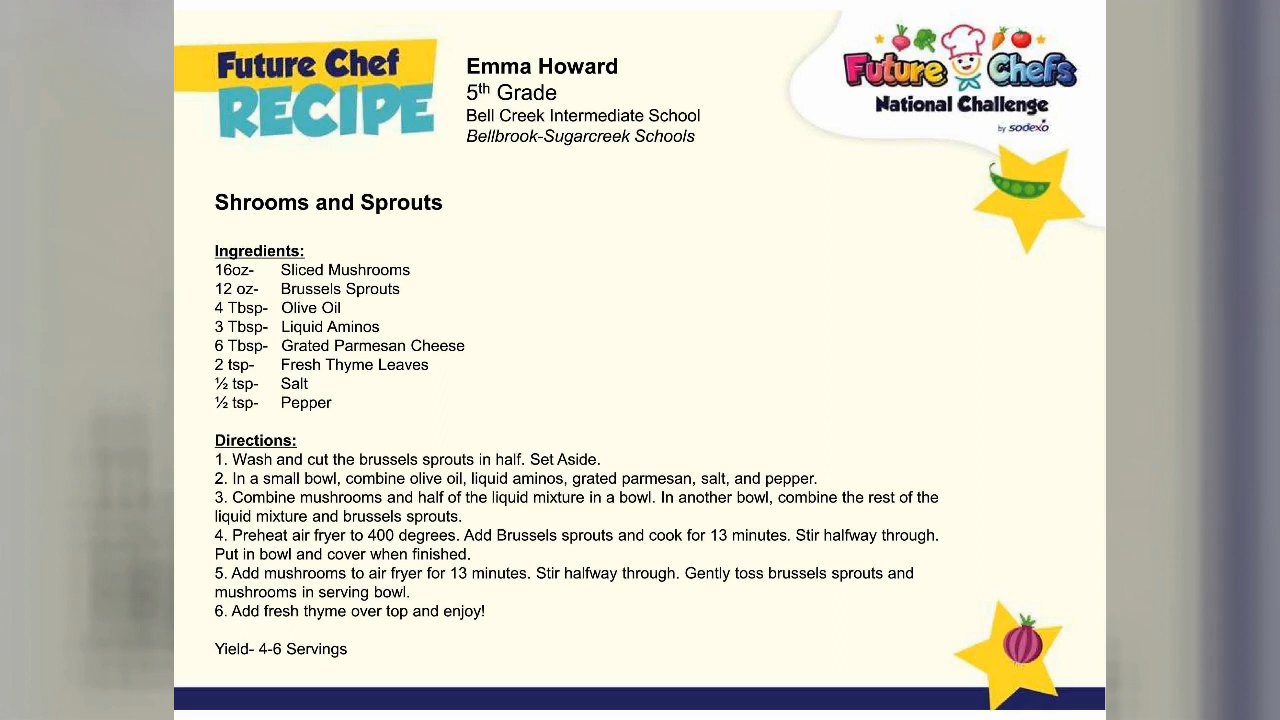 Future Chef
RECIPE
Emma Howard
5th Grade
Bell Creek Intermediate School
Bellbrook-Sugarcreek Schools
Future Chefs
National Challenge
by sodexo
Shrooms and Sprouts
Ingredients:
16oz- Sliced Mushrooms
12 oz- Brussels Sprouts
4 Tbsp- Olive Oil
3 Tbsp- Liquid Aminos
6 Tbsp- Grated Parmesan Cheese
2 tsp- Fresh Thyme Leaves
½ tsp- Salt
½ tsp- Pepper
Directions:
1. Wash and cut the brussels sprouts in half. Set Aside.
2. In a small bowl, combine olive oil, liquid aminos, grated parmesan, salt, and pepper.
3. Combine mushrooms and half of the liquid mixture in a bowl. In another bowl, combine the rest of the
liquid mixture and brussels sprouts.
4. Preheat air fryer to 400 degrees. Add Brussels sprouts and cook for 13 minutes. Stir halfway through.
Put in bowl and cover when finished.
5. Add mushrooms to air fryer for 13 minutes. Stir halfway through. Gently toss brussels sprouts and
mushrooms in serving bowl.
6. Add fresh thyme over top and enjoy!
Yield- 4-6 Servings